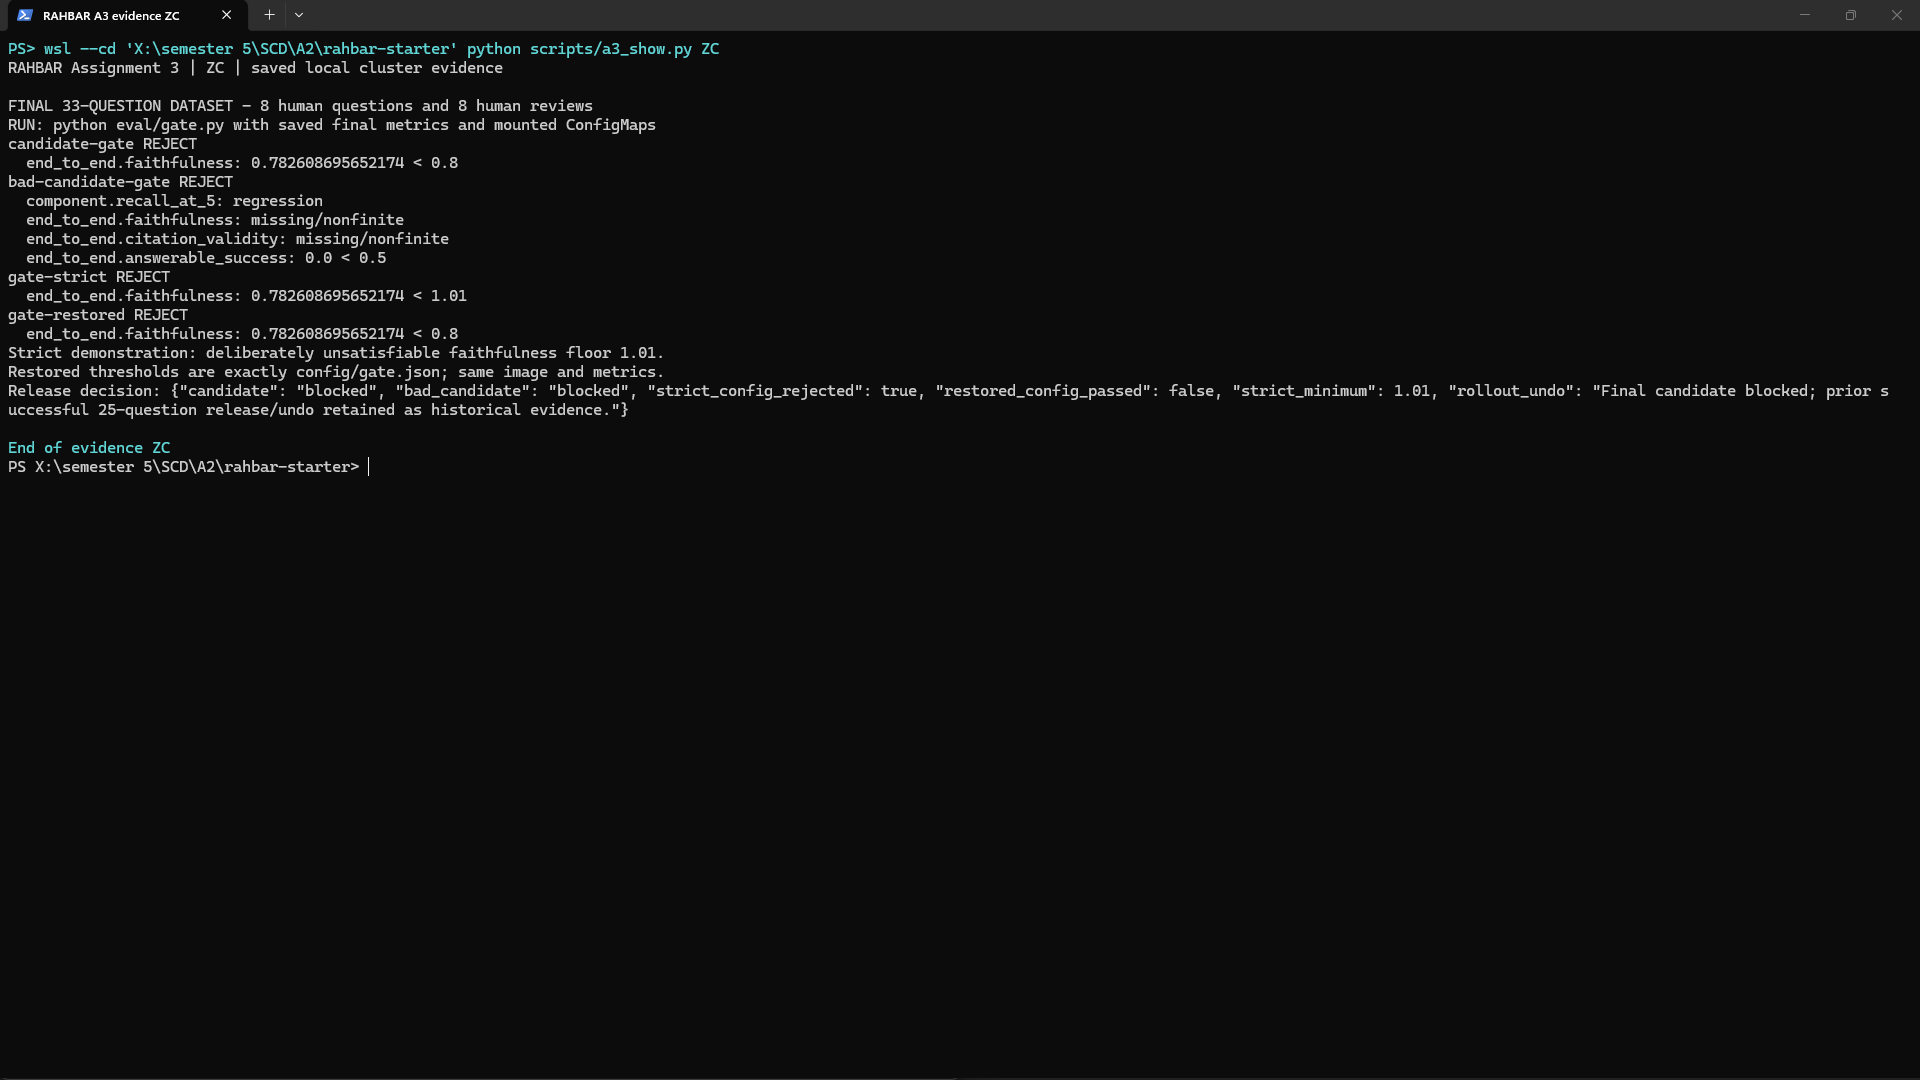 RAHBAR A3 evidence ZC
PS> wsl --cd 'X:\semester 5\SCD\A2\rahbar-starter' python scripts/a3_show.py ZC
RAHBAR Assignment 3 | ZC | saved local cluster evidence
FINAL 33-QUESTION DATASET - 8 human questions and 8 human reviews
RUN: python eval/gate.py with saved final metrics and mounted ConfigMaps
candidate-gate REJECT
  end_to_end.faithfulness: 0.782608695652174 < 0.8
bad-candidate-gate REJECT
  component.recall_at_5: regression
  end_to_end.faithfulness: missing/nonfinite
  end_to_end.citation_validity: missing/nonfinite
  end_to_end.answerable_success: 0.0 < 0.5
gate-strict REJECT
  end_to_end.faithfulness: 0.782608695652174 < 1.01
gate-restored REJECT
  end_to_end.faithfulness: 0.782608695652174 < 0.8
Strict demonstration: deliberately unsatisfiable faithfulness floor 1.01.
Restored thresholds are exactly config/gate.json; same image and metrics.
Release decision: {"candidate": "blocked", "bad_candidate": "blocked", "strict_config_rejected": true, "restored_config_passed": false, "strict_minimum": 1.01, "rollout_undo": "Final candidate blocked; prior s
uccessful 25-question release/undo retained as historical evidence."}
End of evidence ZC
PS X:\semester 5\SCD\A2\rahbar-starter>